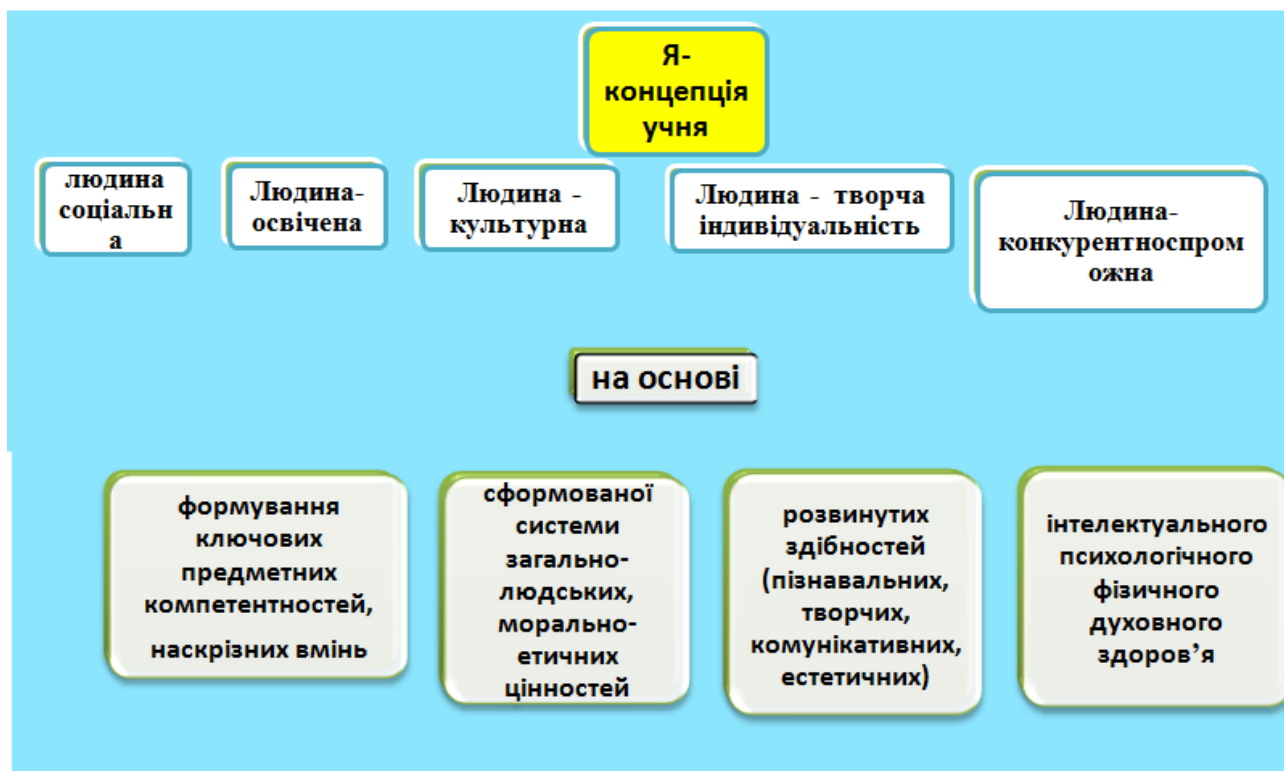 Я-
концепція
учня
людина
соціальн
а
Людина-
освічена
Людина -
культурна
Людина - творча
індивідуальність
Людина-
конкурентноспром
ожна
на основі
формування
ключових
предметних
компетентностей,
наскрізних вмінь
сформованої
системи
загально-
людських,
морально-
етичних
цінностей
розвинутих
здібностей
(пізнавальних,
творчих,
комунікативних,
естетичних)
інтелектуального
психологічного
фізичного
духовного
здоров’я